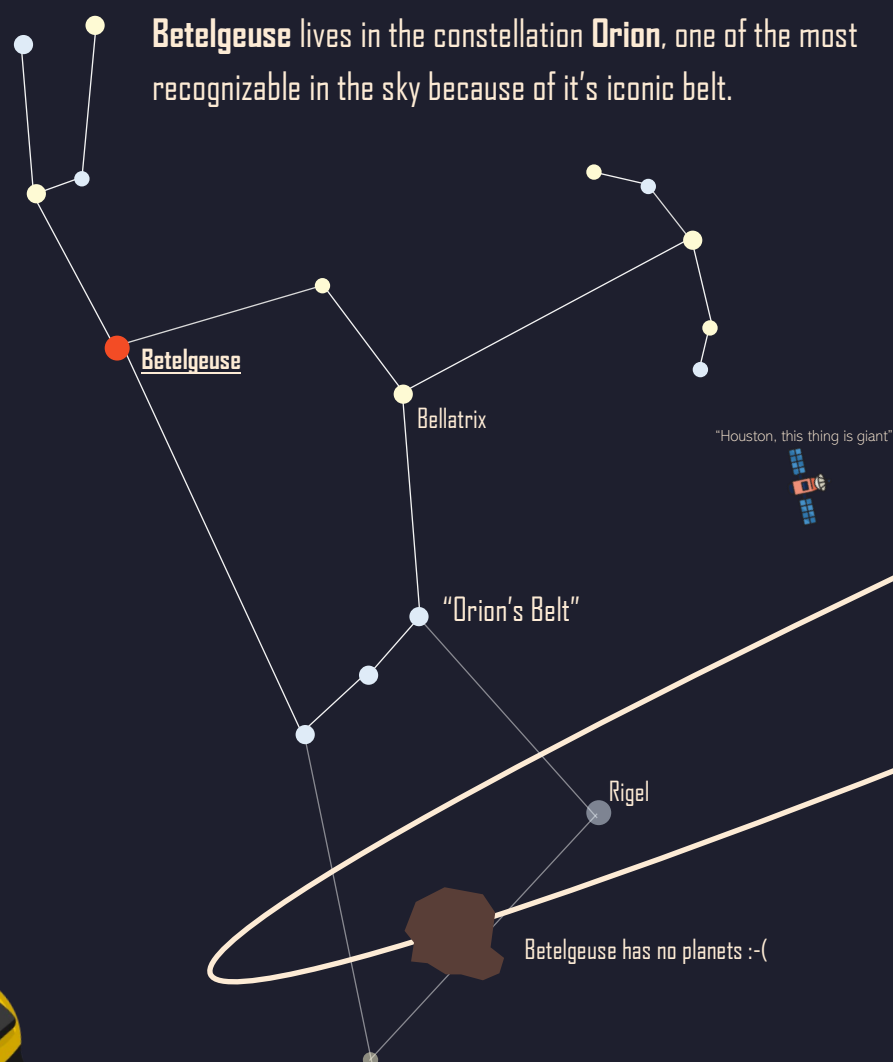 Betelgeuse lives in the constellation Orion, one of the most
recognizable in the sky because of it's iconic belt.
Betelgeuse
Bellatrix
"Houston, this thing is giant"
"Orion's Belt"
Rigel
Betelgeuse has no planets :-(